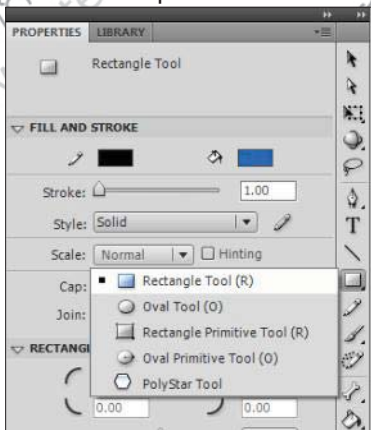 PROPERTIES LIBRARY
Rectangle Tool
FILL AND STROKE
Stroke: 1.00
Style: Solid
Scale: Normal Hinting
Cap:
Rectangle Tool (R)
Oval Tool (O)
Join:
Rectangle Primitive Tool (R)
Oval Primitive Tool (O)
RECTANG
PolyStar Tool
0.00 0.00
T